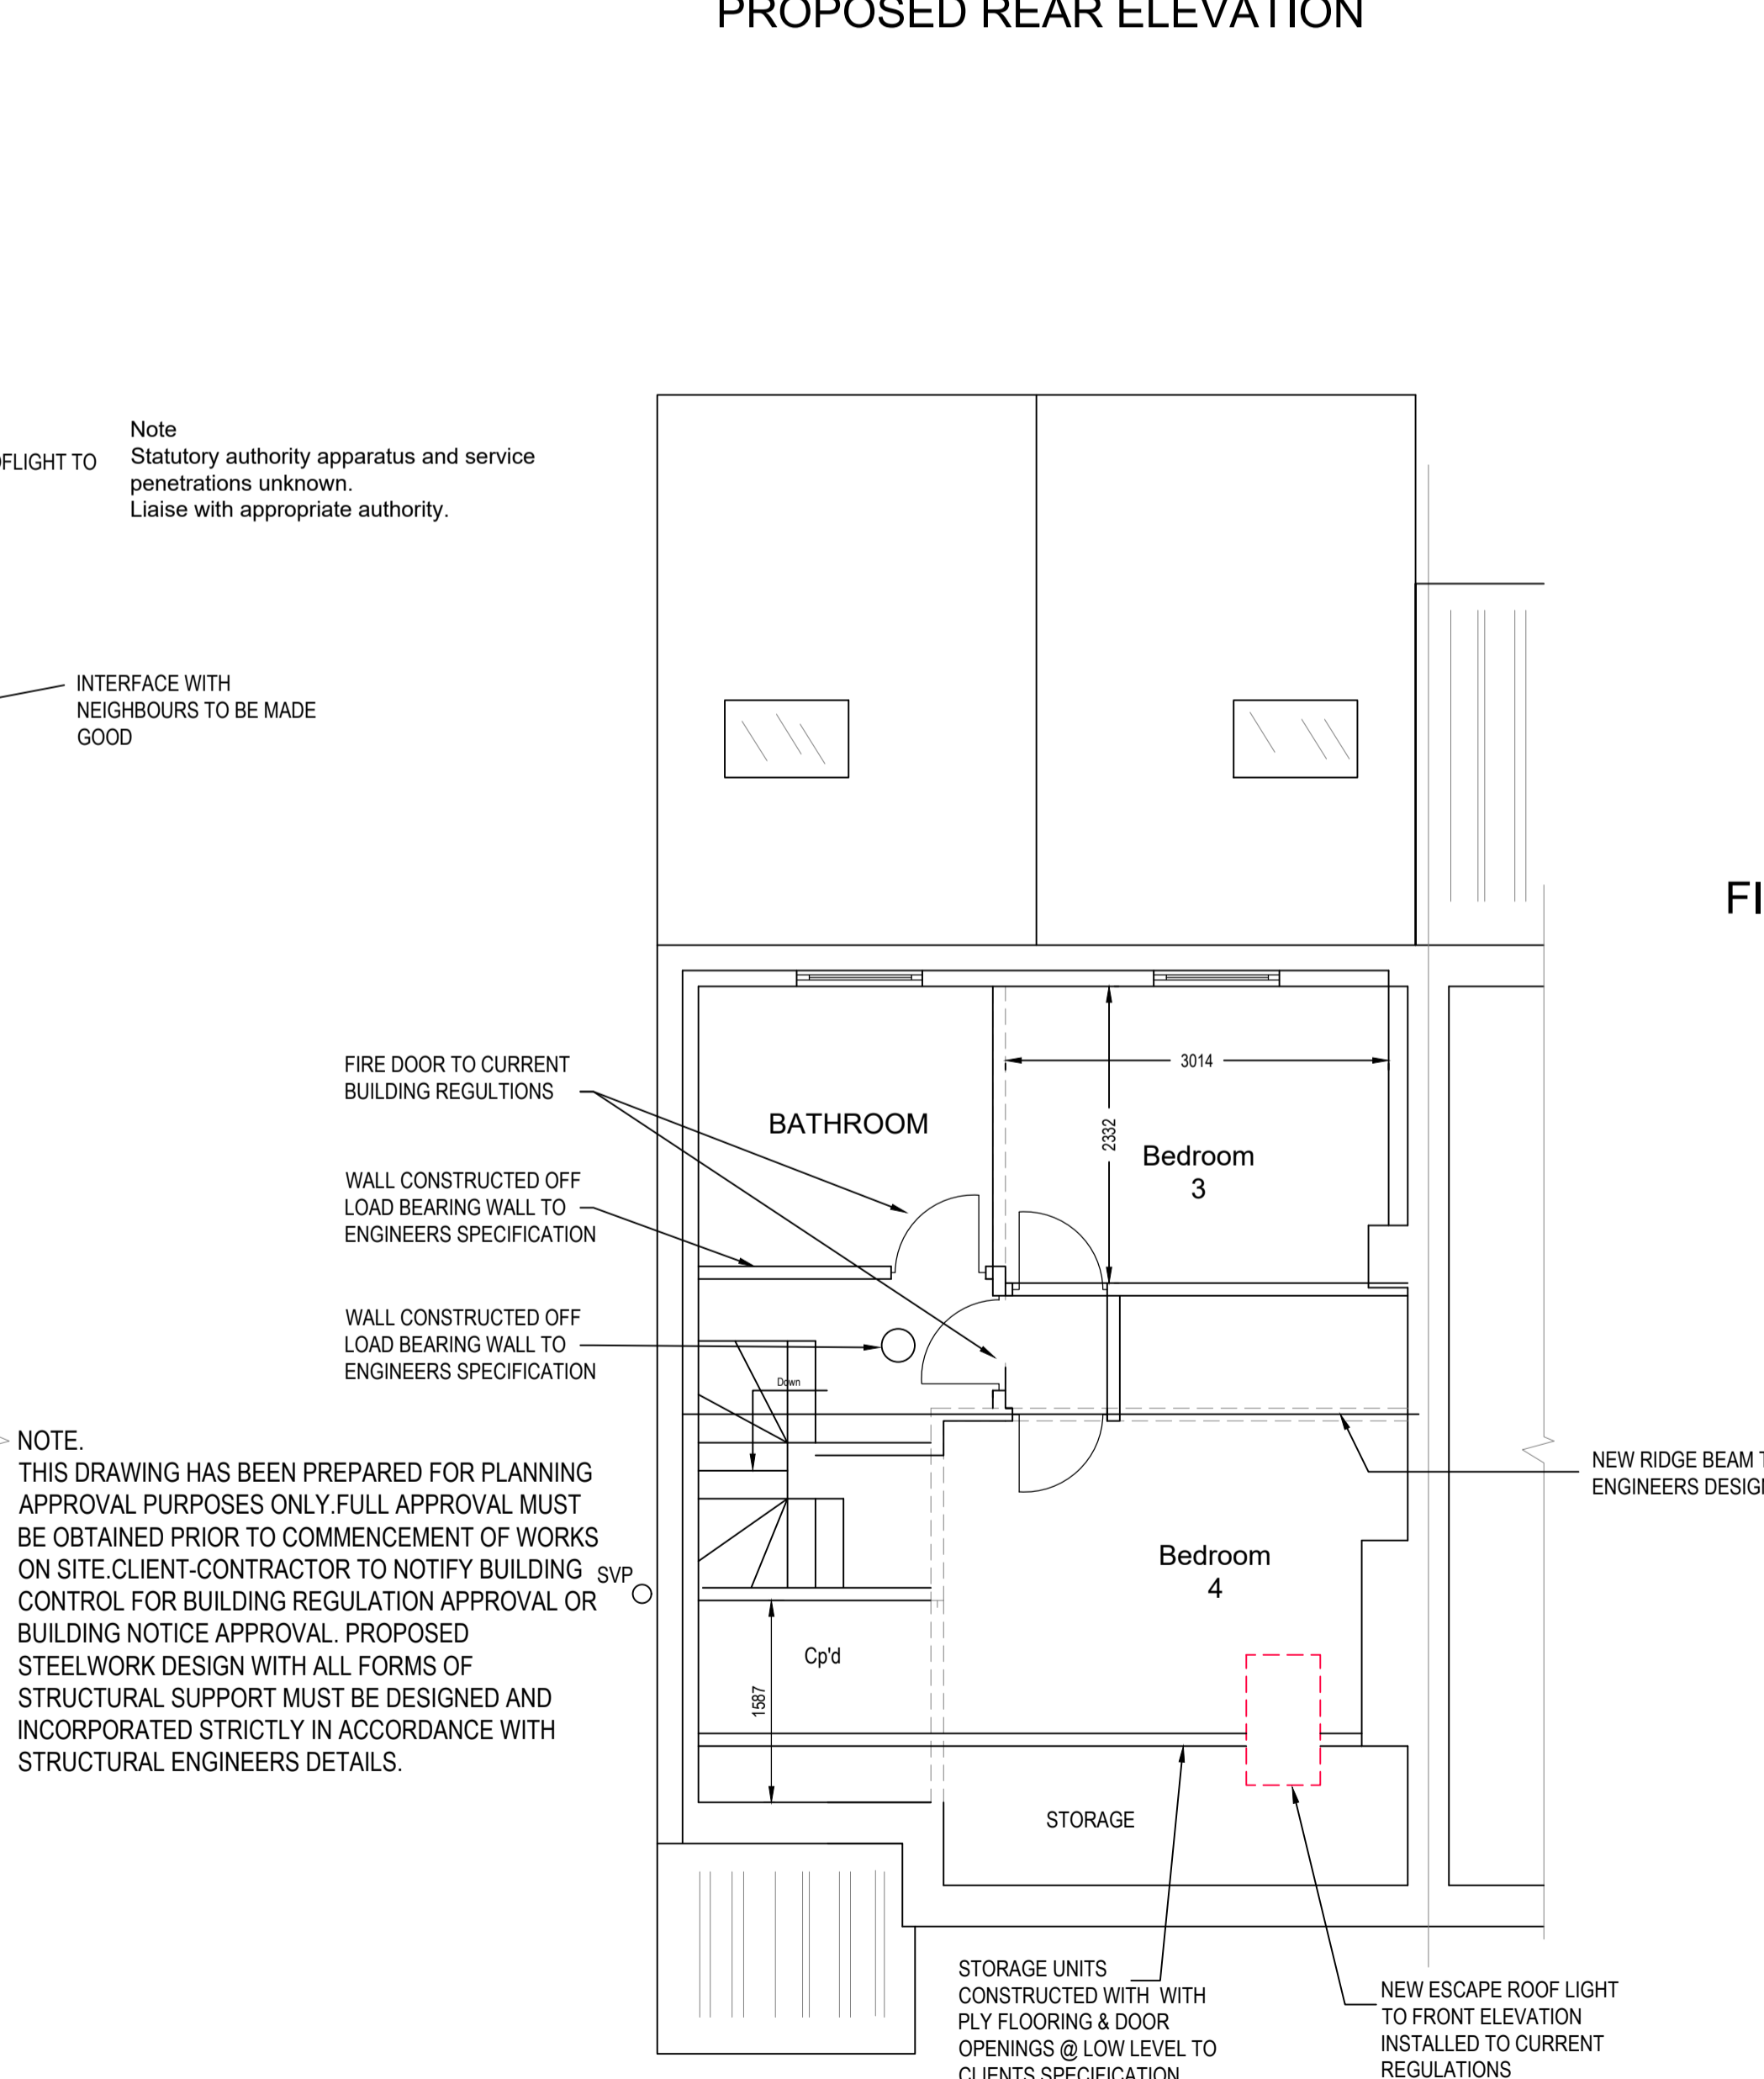 PROPOSED REAR ELEVATION
Note
Statutory authority apparatus and service
penetrations unknown.
Liaise with appropriate authority.
TO
INTERFACE WITH
NEIGHBOURS TO BE MADE
GOOD
FIRE DOOR TO CURRENT
BUILDING REGULTIONS
WALL CONSTRUCTED OFF
LOAD BEARING WALL TO
ENGINEERS SPECIFICATION
WALL CONSTRUCTED OFF
LOAD BEARING WALL TO
ENGINEERS SPECIFICATION
BATHROOM
3014
2332
Bedroom
3
Down
NOTE.
THIS DRAWING HAS BEEN PREPARED FOR PLANNING
APPROVAL PURPOSES ONLY.FULL APPROVAL MUST
BE OBTAINED PRIOR TO COMMENCEMENT OF WORKS
ON SITE.CLIENT-CONTRACTOR TO NOTIFY BUILDING
CONTROL FOR BUILDING REGULATION APPROVAL OR
BUILDING NOTICE APPROVAL. PROPOSED
STEELWORK DESIGN WITH ALL FORMS OF
STRUCTURAL SUPPORT MUST BE DESIGNED AND
INCORPORATED STRICTLY IN ACCORDANCE WITH
STRUCTURAL ENGINEERS DETAILS.
SVP
NEW RIDGE BEAM
ENGINEERS
Bedroom
4
Cp'd
1587
STORAGE
STORAGE UNITS
CONSTRUCTED WITH WITH
PLY FLOORING & DOOR
OPENINGS @ LOW LEVEL TO
CLIENTS SPECIFICATION
NEW ESCAPE ROOF LIGHT
TO FRONT ELEVATION
INSTALLED TO CURRENT
REGULATIONS